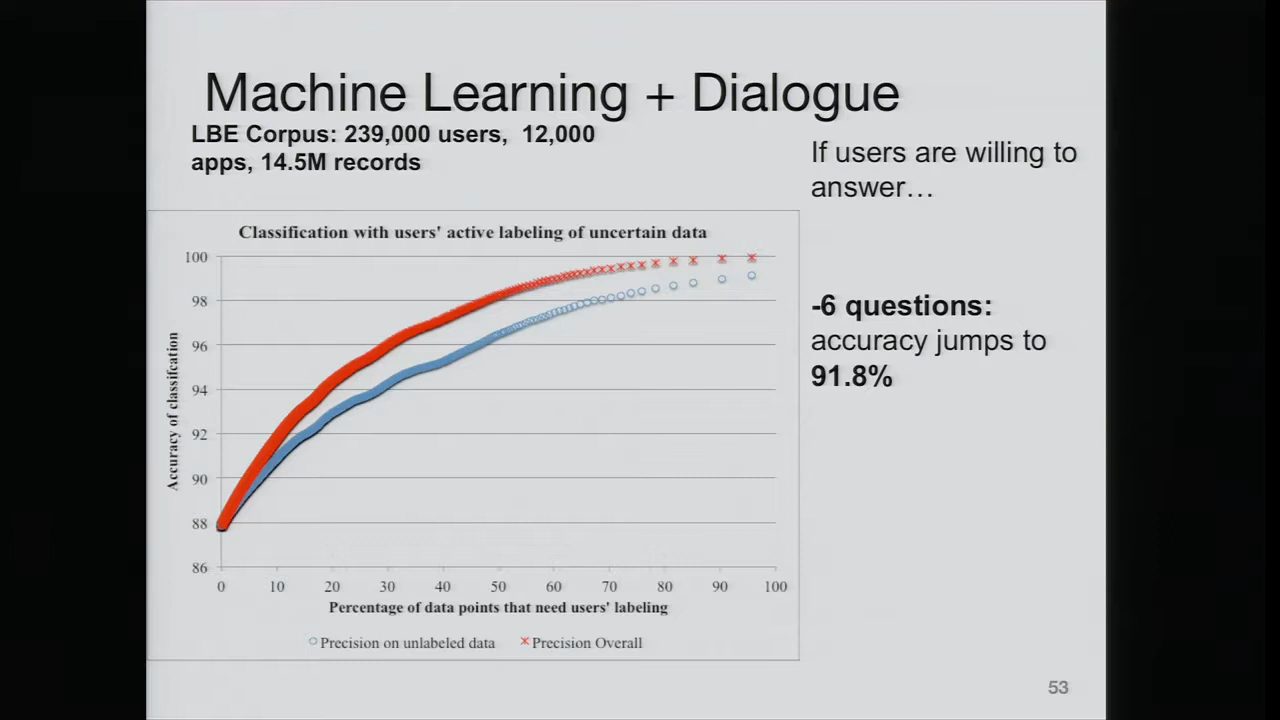 Machine Learning + Dialogue
LBE Corpus: 239,000 users, 12,000
apps, 14.5M records
If users are willing to
answer…
-6 questions:
accuracy jumps to
91.8%
Classification with users' active labeling of uncertain data
Accuracy of classifcation
100
98
96
94
92
90
88
86
0 10 20 30 40 50 60 70 80 90 100
Percentage of data points that need users' labeling
Precision on unlabeled data Precision Overall
53